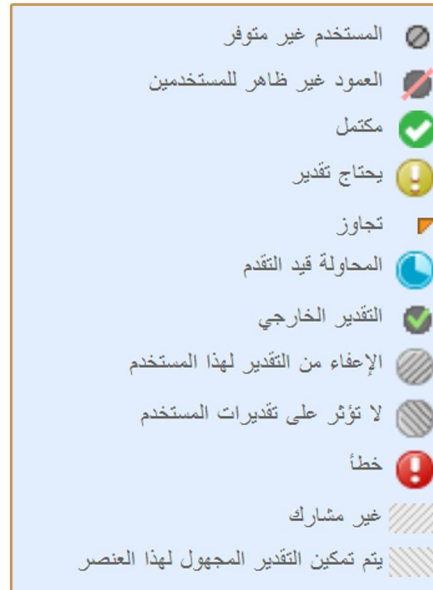 المستخدم غير متوفر
العمود غير ظاهر للمستخدمين
مكتمل
يحتاج تقدير
تجاوز
المحاولة قيد التقدم
التقدير الخارجي
الإعفاء من التقدير لهذا المستخدم
لا تؤثر على تقديرات المستخدم
خطأ
غير مشارك
يتم تمكين التقدير المجهول لهذا العنصر